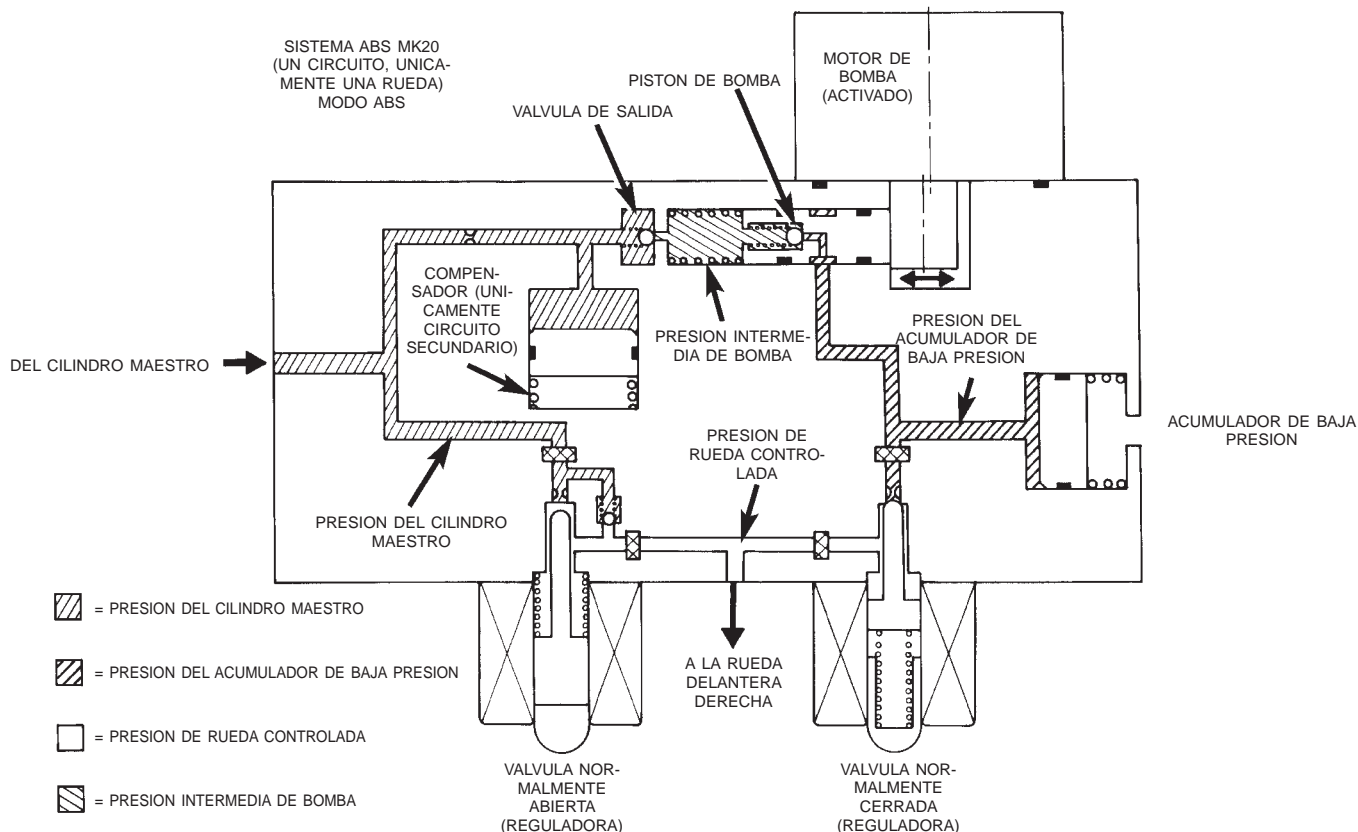 SISTEMA ABS MK20
(UN CIRCUITO, UNICA-
MENTE UNA RUEDA)
MODO ABS
MOTOR DE
BOMBA
(ACTIVADO)
PISTON DE BOMBA
VALVULA DE SALIDA
COMPEN-
SADOR (UNI-
CAMENTE
CIRCUITO
SECUNDARIO)
PRESION INTERME-
DIA DE BOMBA
PRESION DEL
ACUMULADOR DE
BAJA PRESION
DEL CILINDRO MAESTRO
ACUMULADOR DE BAJA
PRESION
PRESION DE
RUEDA CONTRO-
LADA
PRESION DEL CILINDRO
MAESTRO
= PRESION DEL CILINDRO MAESTRO
= PRESION DEL ACUMULADOR DE BAJA PRESION
= PRESION DE RUEDA CONTROLADA
= PRESION INTERMEDIA DE BOMBA
A LA RUEDA
DELANTERA
DERECHA
VALVULA NOR-
MALMENTE
ABIERTA
(REGULADORA)
VALVULA NOR-
MALMENTE
CERRADA
(REGULADORA)